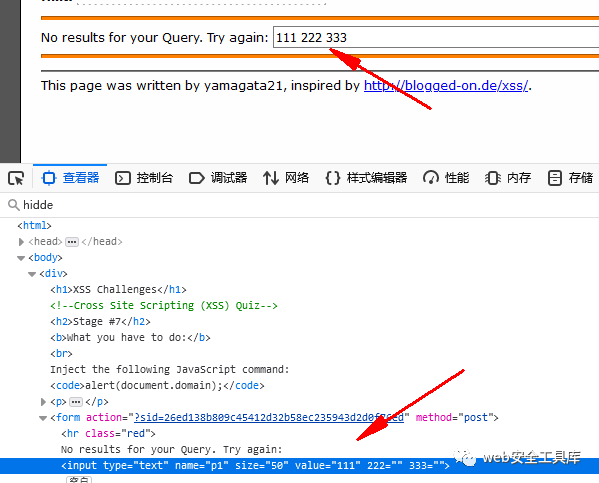 No results for your Query. Try again: 111 222 333
This page was written by yamagata21, inspired by http://blogged-on.de/xss/.
查看器 控制台 调试器 网络 样式编辑器 性能 内存 存储
hidde
<html>
<head> ••• </head>
<body>
<div>
<h1>XSS Challenges</h1>
<!--Cross Site Scripting (XSS) Quiz-->
<h2>Stage #7</h2>
<b>What you have to do:</b>
<br>
Inject the following JavaScript command:
<code>alert(document.domain);</code>
<p> ••• </p>
<form action="?sid=26ed138b809c45412d32b58ec235943d2d0f76ed" method="post">
<hr class="red">
No results for your Query. Try again:
<input type="text" name="p1" size="50" value="111" 222="" 333="">
web安全工具库
空白